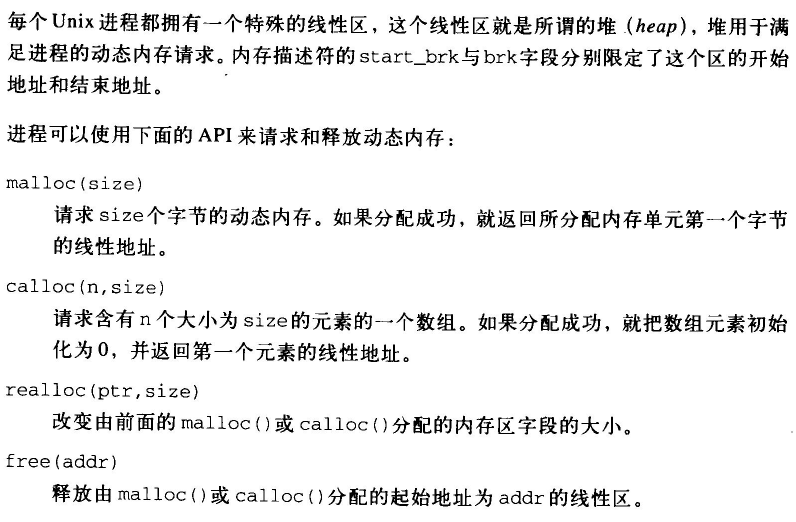 每个Unix进程都拥有一个特殊的线性区，这个线性区就是所谓的堆（heap），堆用于满
足进程的动态内存请求。内存描述符的start_brk与brk字段分别限定了这个区的开始
地址和结束地址。
进程可以使用下面的API来请求和释放动态内存：
malloc(size)
请求size个字节的动态内存。如果分配成功，就返回所分配内存单元第一个字节
的线性地址。
calloc(n,size)
请求含有n个大小为size的元素的一个数组。如果分配成功，就把数组元素初始
化为0，并返回第一个元素的线性地址。
realloc(ptr,size)
改变由前面的malloc()或calloc()分配的内存区字段的大小。
free(addr)
释放由malloc()或calloc()分配的起始地址为addr的线性区。